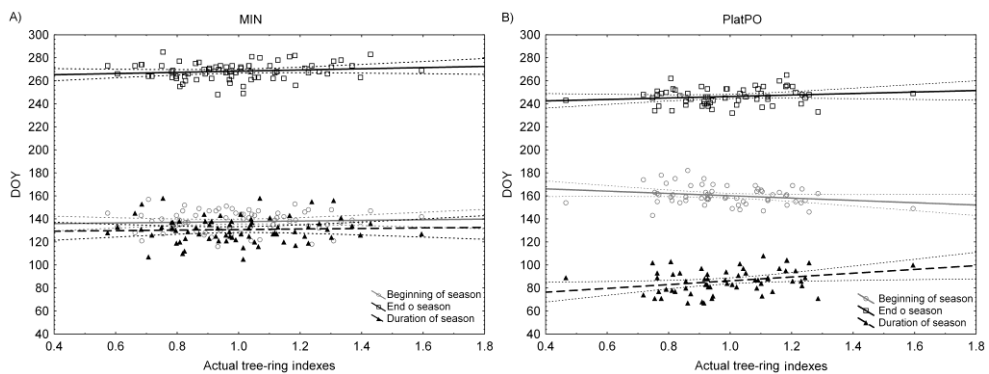 A)
MIN
300
280
260
240
220
200
180
160
140
120
100
80
60
40
DOY
0.4 0.6 0.8 1.0 1.2 1.4 1.6 1.8
Actual tree-ring indexes
Beginning of season
End o season
Duration of season
B)
PlatPO
300
280
260
240
220
200
180
160
140
120
100
80
60
40
DOY
0.4 0.6 0.8 1.0 1.2 1.4 1.6 1.8
Actual tree-ring indexes
Beginning of season
End o season
Duration of season